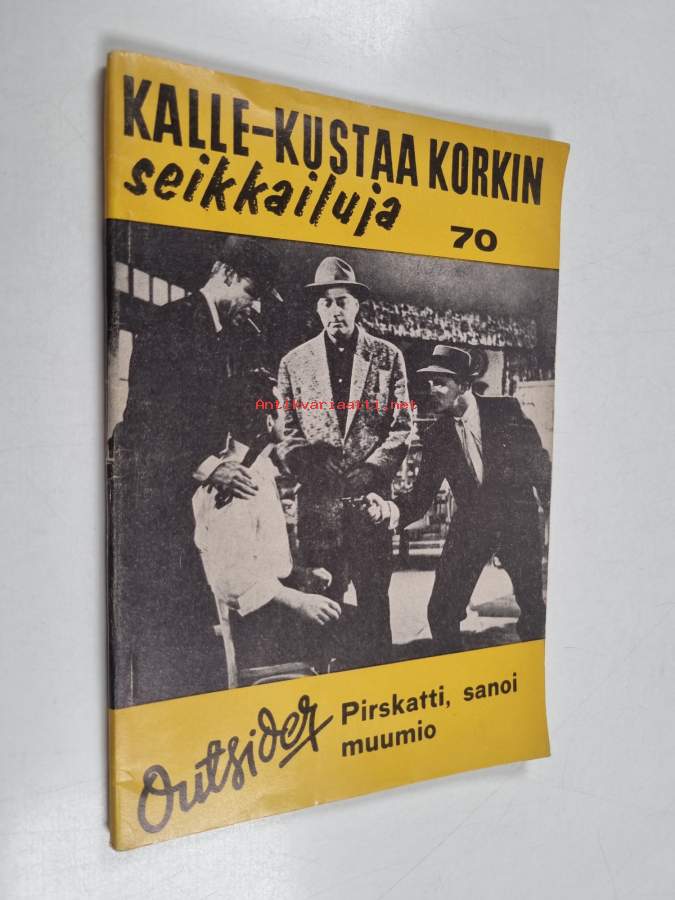 KALLE-KUSTAA KORKIN
seikkailuja
70
Antikvariaatti.net
Outsider
Pirskatti, sanoi
muumio